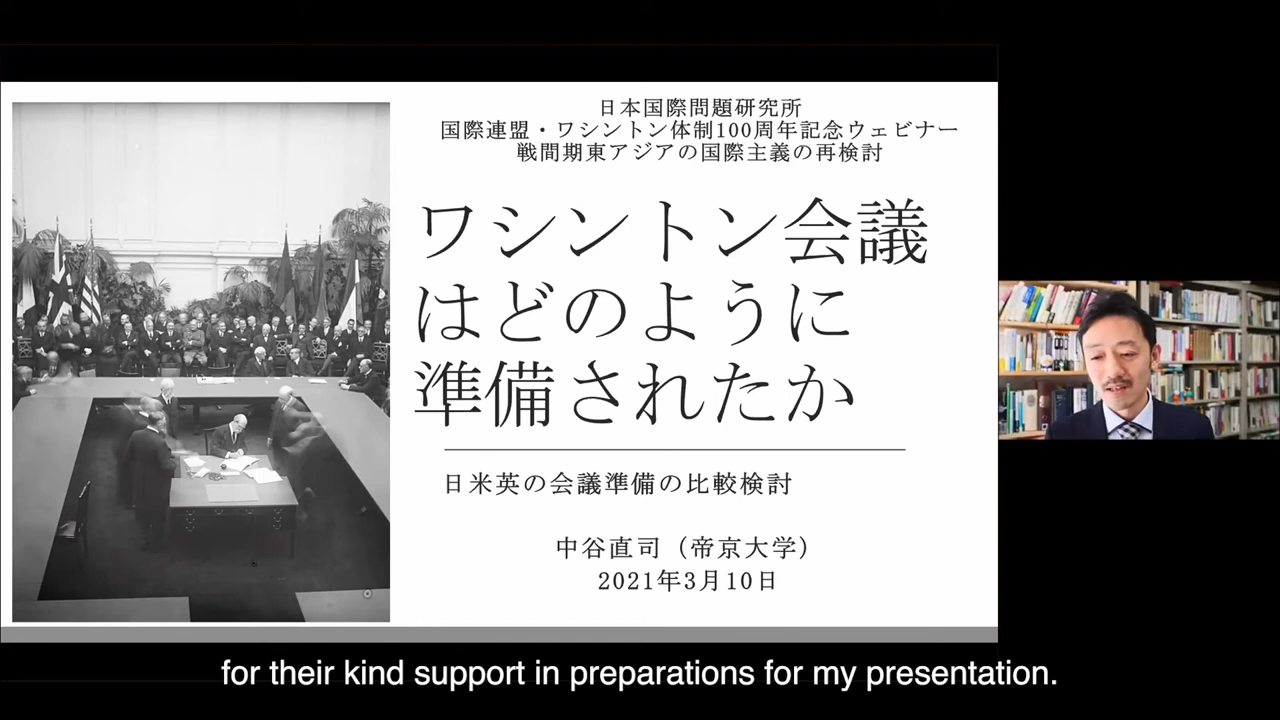 日本国際問題研究所
国際連盟・ワシントン体制100周年記念ウェビナー
戦間期東アジアの国際主義の再検討
ワシントン会議
はどのように
準備されたか
日米英の会議準備の比較検討
中谷直司（帝京大学）
2021年3月10日
for their kind support in preparations for my presentation.